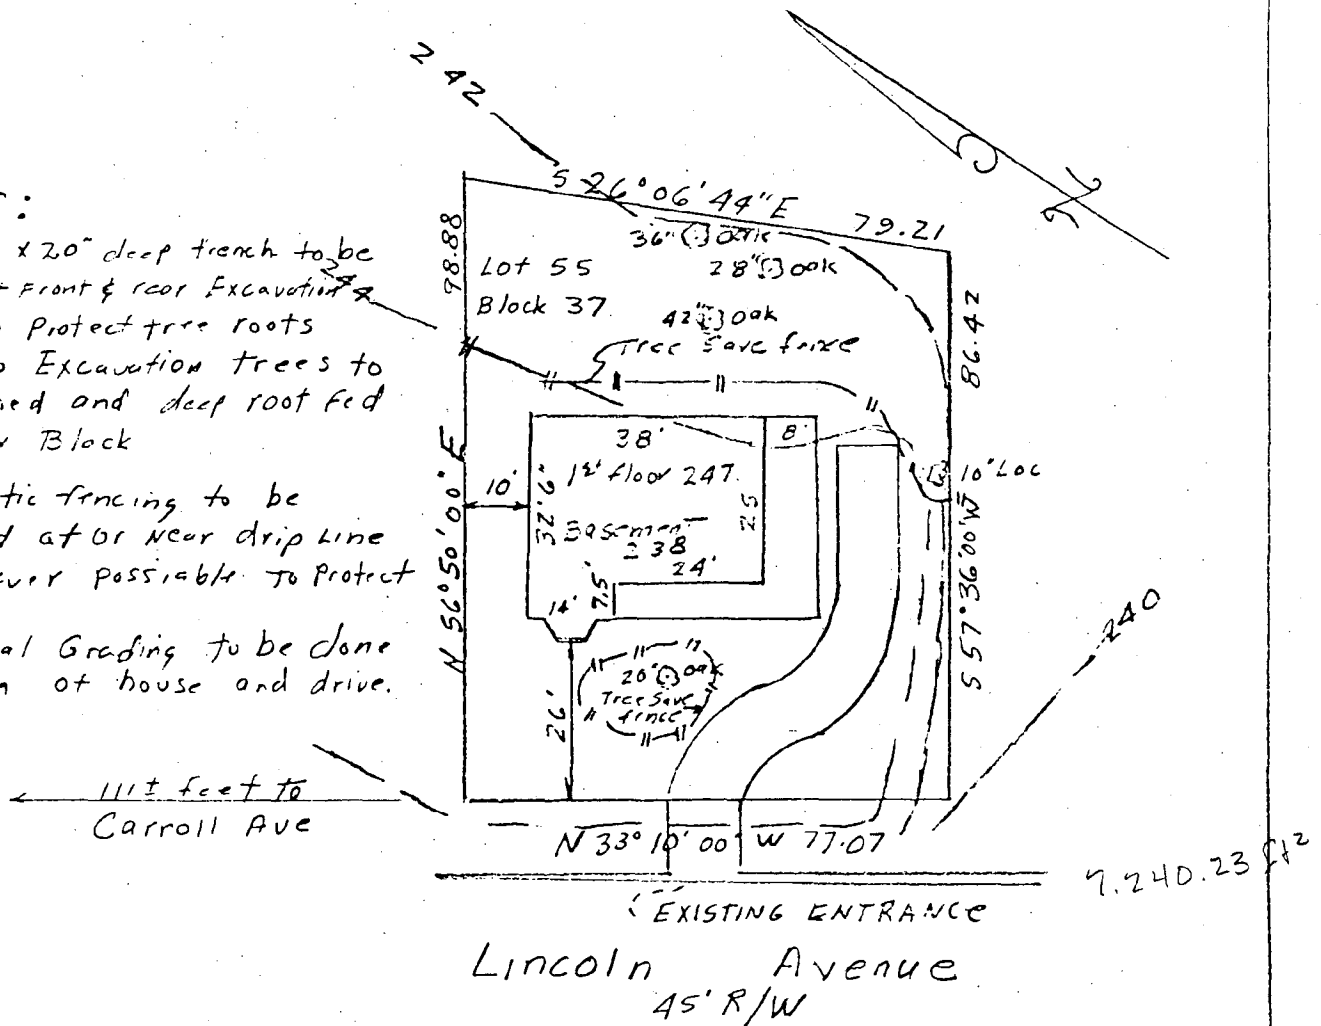 242
S 26° 06' 44" E 79.21
36" oak
28" oak
42" oak
Tree Save fence
Lot 55
Block 37
98.88
N 56° 50' 00" E
86.42
S 57° 36' 00" W
x 20" deep trench to be
Front & rear Excavation
Protect tree roots
Excavation trees to
and deep root fed
Block
244
fencing to be
at or Near drip Line
possiable To Protect
Grading to be done
of house and drive.
38'
8'
1st floor 247.
32'.6"
25
Basement
238
24'
7.5'
14'
10'
10" Loc
26'
20" oak
Tree Save
fence
240
111± feet to
Carroll Ave
N 33° 10' 00" W 77.07
7.240.23 ft²
EXISTING ENTRANCE
Lincoln Avenue
45' R/W